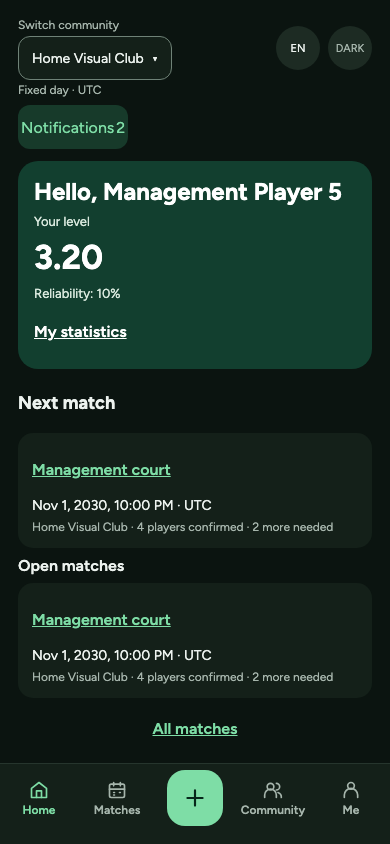 Switch community
Home Visual Club
EN
DARK
Fixed day · UTC
Notifications 2
Hello, Management Player 5
Your level
3.20
Reliability: 10%
My statistics
Next match
Management court
Nov 1, 2030, 10:00 PM · UTC
Home Visual Club · 4 players confirmed · 2 more needed
Open matches
Management court
Nov 1, 2030, 10:00 PM · UTC
Home Visual Club · 4 players confirmed · 2 more needed
All matches
Home
Matches
Community
Me